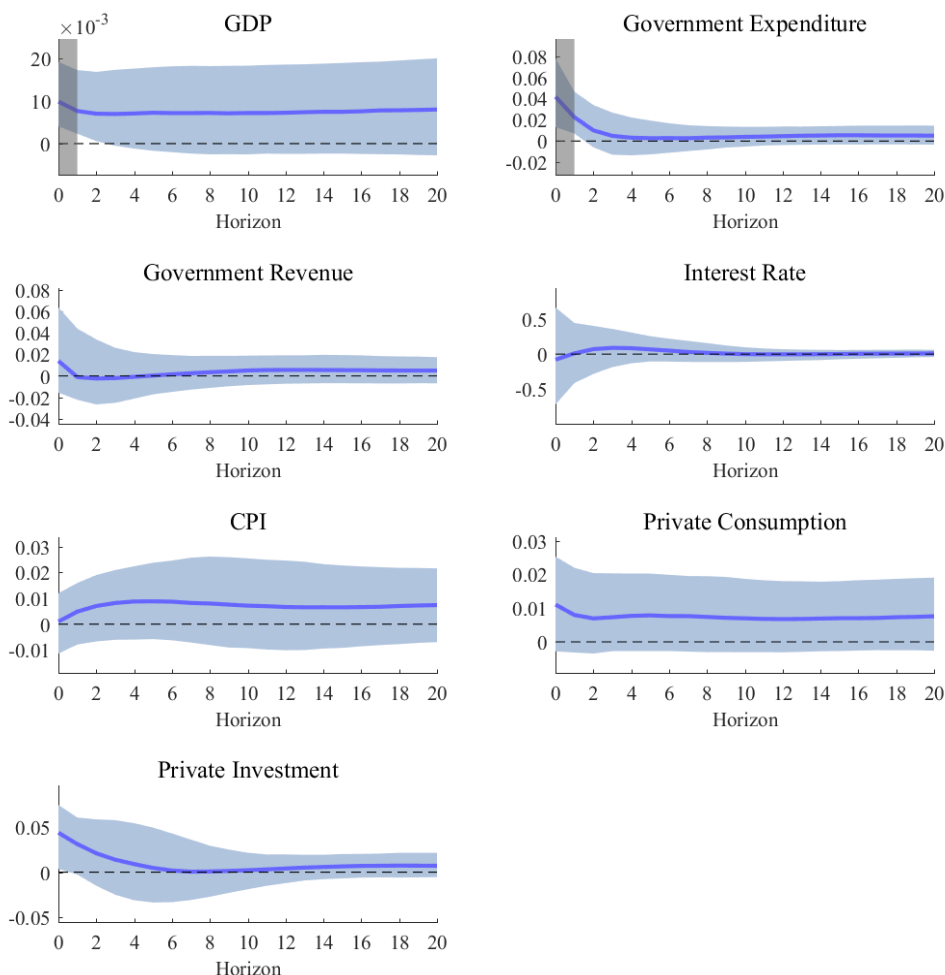 ×10⁻³
GDP
20
10
0
0 2 4 6 8 10 12 14 16 18 20
Horizon
Government Expenditure
0.08
0.06
0.04
0.02
0
-0.02
0 2 4 6 8 10 12 14 16 18 20
Horizon
Government Revenue
0.08
0.06
0.04
0.02
0
-0.02
-0.04
0 2 4 6 8 10 12 14 16 18 20
Horizon
Interest Rate
0.5
0
-0.5
0 2 4 6 8 10 12 14 16 18 20
Horizon
CPI
0.03
0.02
0.01
0
-0.01
0 2 4 6 8 10 12 14 16 18 20
Horizon
Private Consumption
0.03
0.02
0.01
0
0 2 4 6 8 10 12 14 16 18 20
Horizon
Private Investment
0.05
0
-0.05
0 2 4 6 8 10 12 14 16 18 20
Horizon